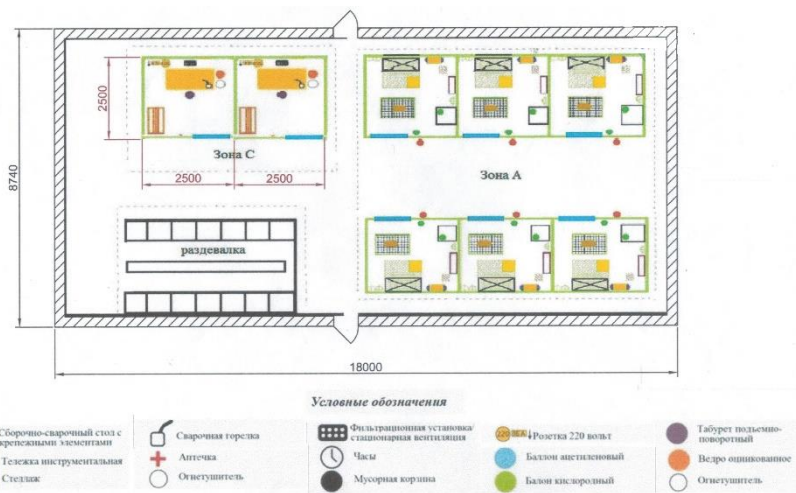 2500
Зона С
2500
2500
8740
Зона А
раздевалка
18000
Условные обозначения
Сборочно-сварочный стол с
крепежными элементами
Сварочная горелка
Фильтрационная установка/
стационарная вентиляция
Розетка 220 вольт
Табурет подъемно-
поворотный
Тележка инструментальная
Аптечка
Часы
Баллон ацетиленовый
Ведро оцинкованное
Стеллаж
Огнетушитель
Мусорная корзина
Балон кислородный
Огнетушитель